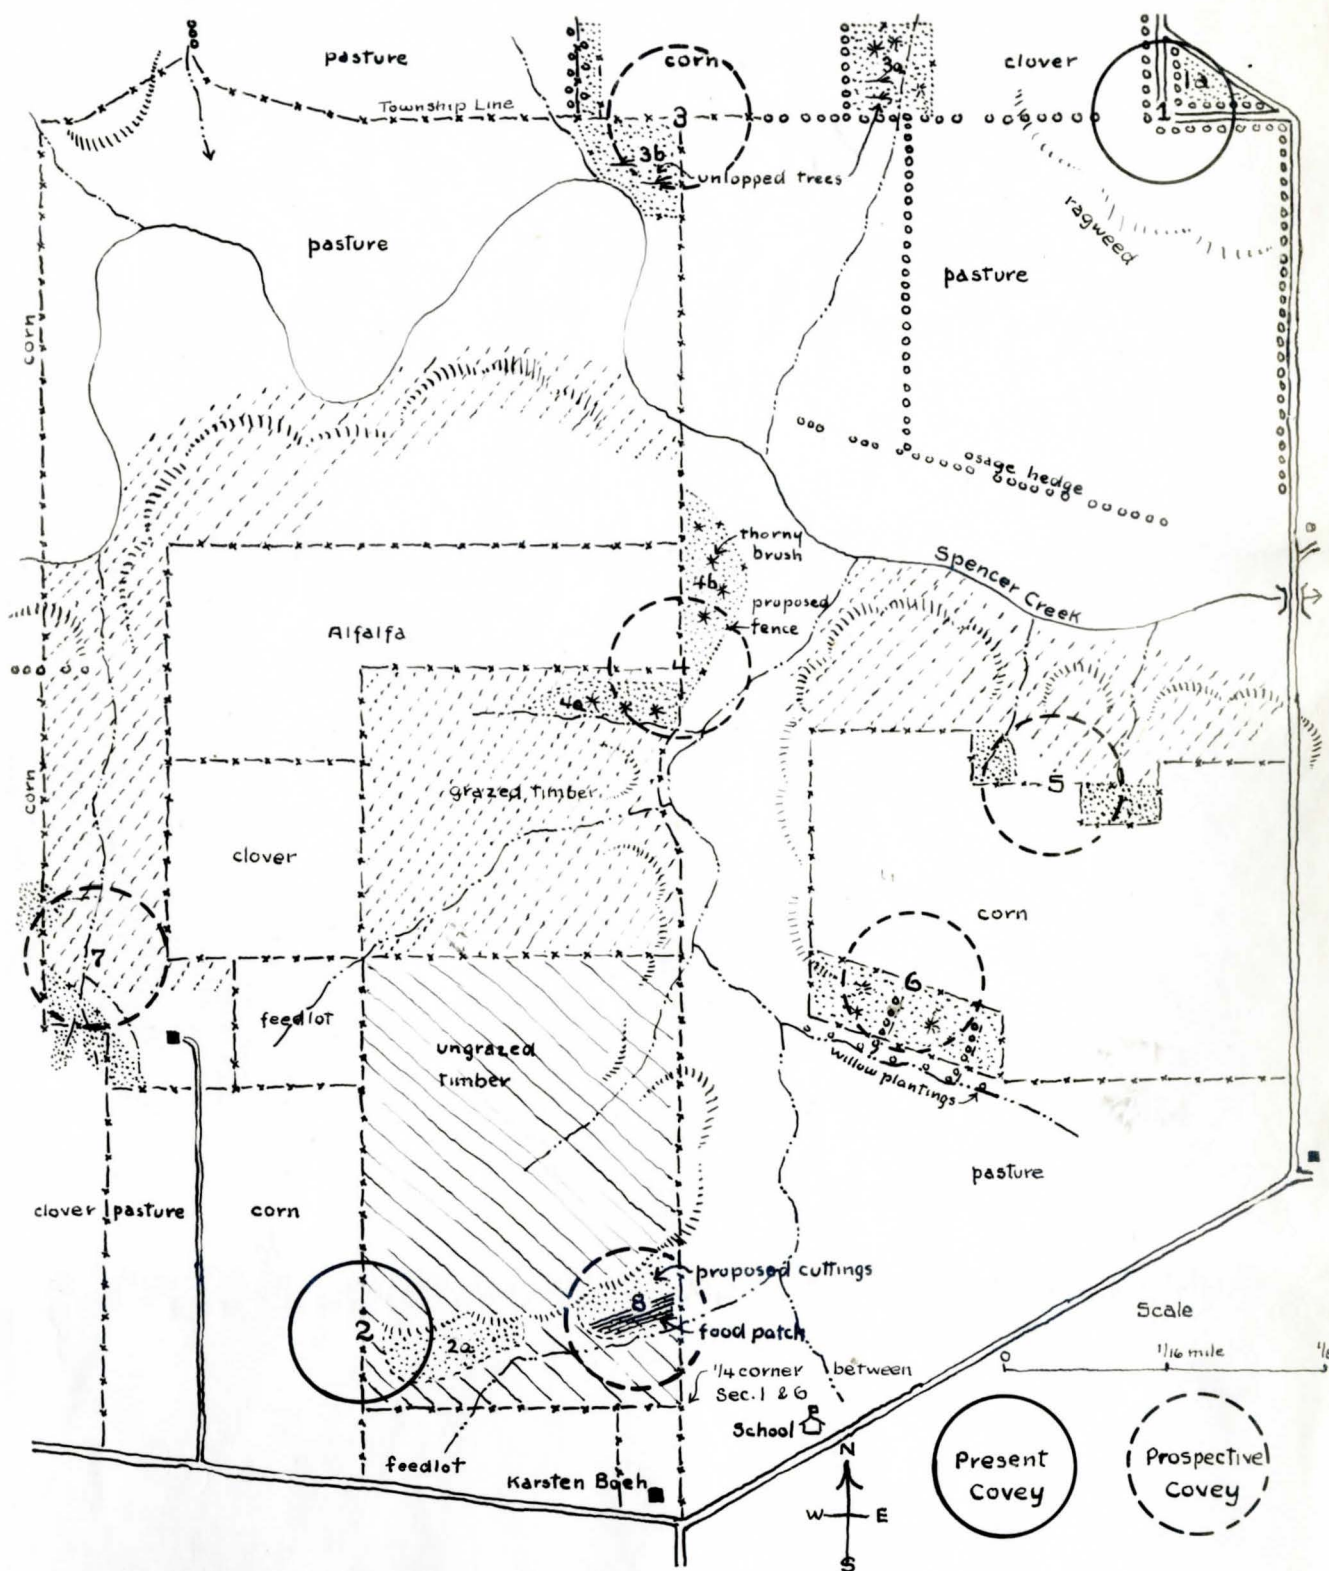 pasture
corn
clover
3a
1a
Township Line
3
1
3b
unlopped trees
ragweed
pasture
pasture
corn
osage hedge
thorny
brush
4b
Spencer Creek
proposed
fence
Alfalfa
4
4a
corn
grazed timber
5
clover
corn
7
6
feedlot
ungrazed
timber
willow plantings
pasture
clover
pasture
corn
proposed cuttings
8
food patch
2
2a
Scale
0
1/16 mile
1/4 corner between
Sec. 1 & 6
School
N
W E
S
feedlot
Karsten Boeh
Present
Covey
Prospective
Covey